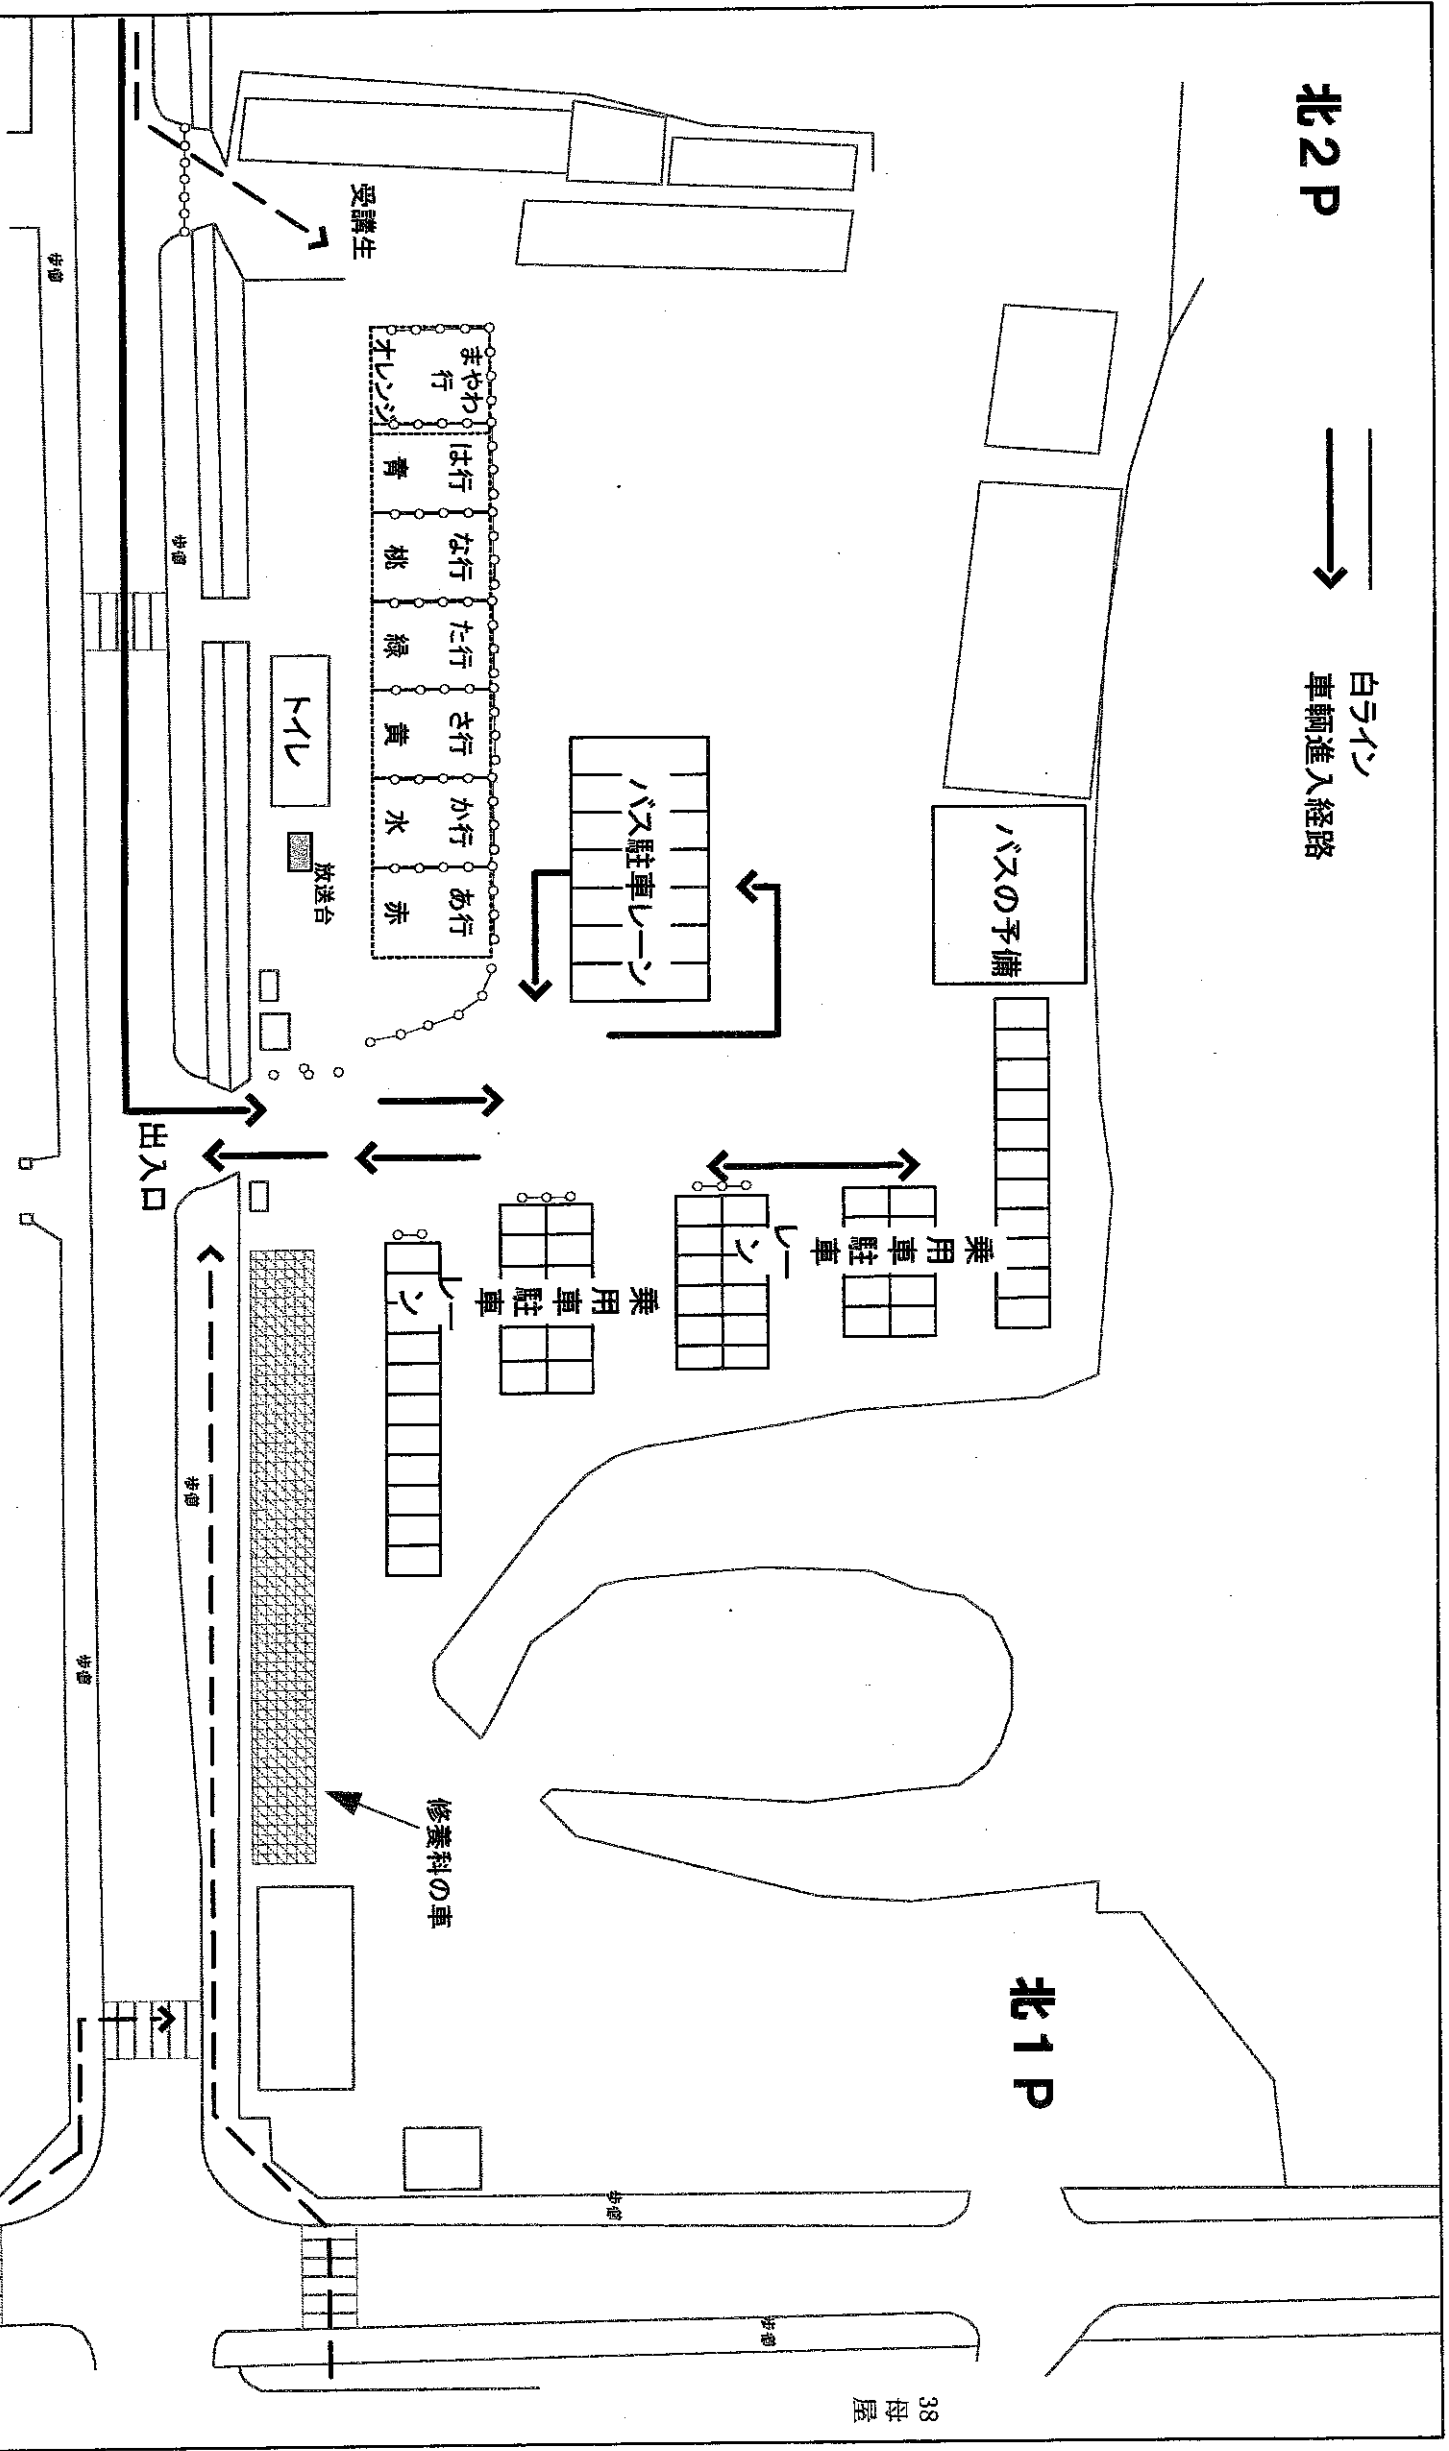 北2P
白ライン
車輌進入経路
受講生
まやわ
行
オレンジ
は行
青
な行
桃
た行
緑
さ行
黄
か行
水
あ行
赤
トイレ
放送台
バス駐車レーン
バスの予備
出入口
乗用車駐車レーン
乗用車駐車レーン
修養科の車
北1P
歩道
歩道
歩道
歩道
歩道
歩道
38
母
屋